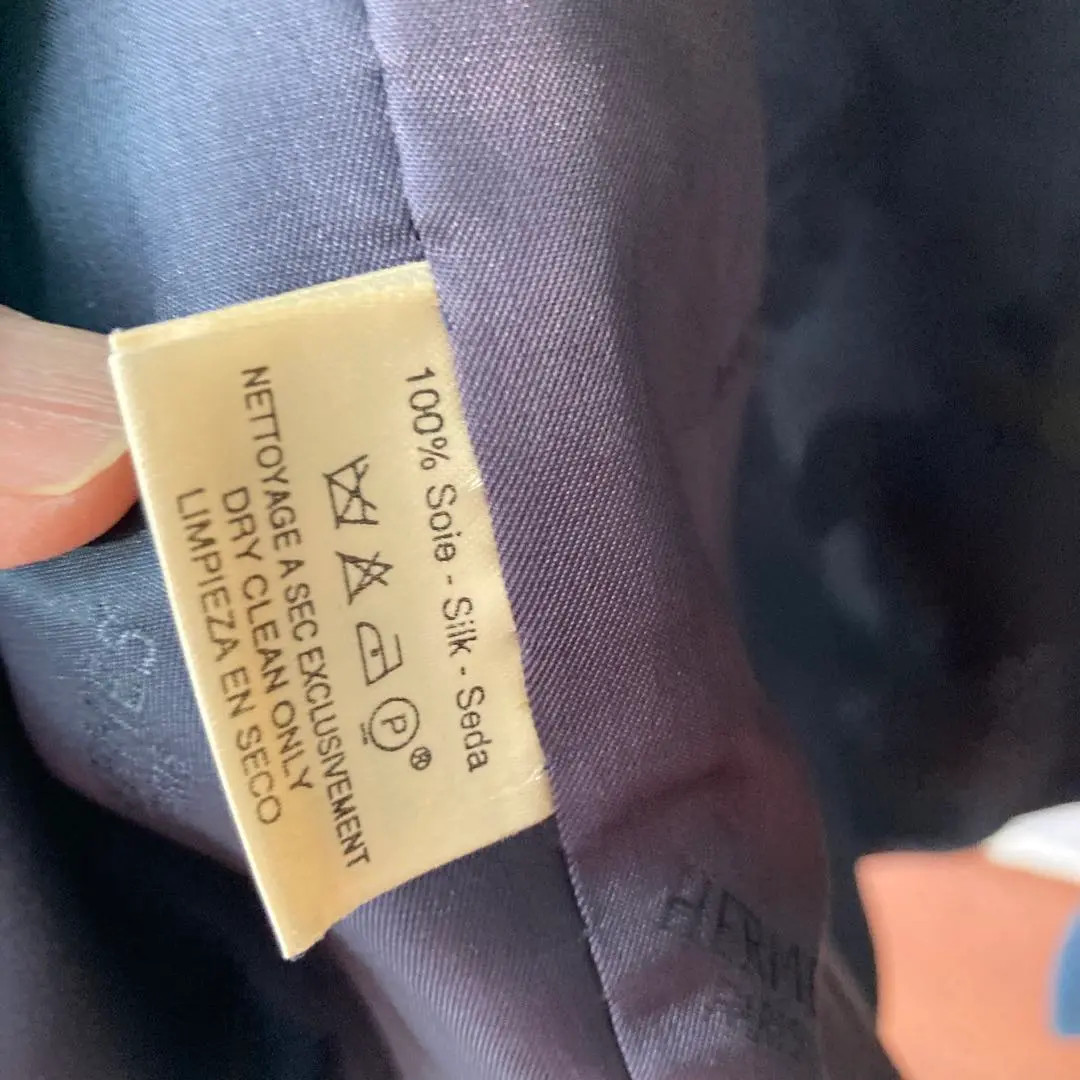 100% Soie - Silk - Seda
P ®
NETTOYAGE A SEC EXCLUSIVEMENT
DRY CLEAN ONLY
LIMPIEZA EN SECO